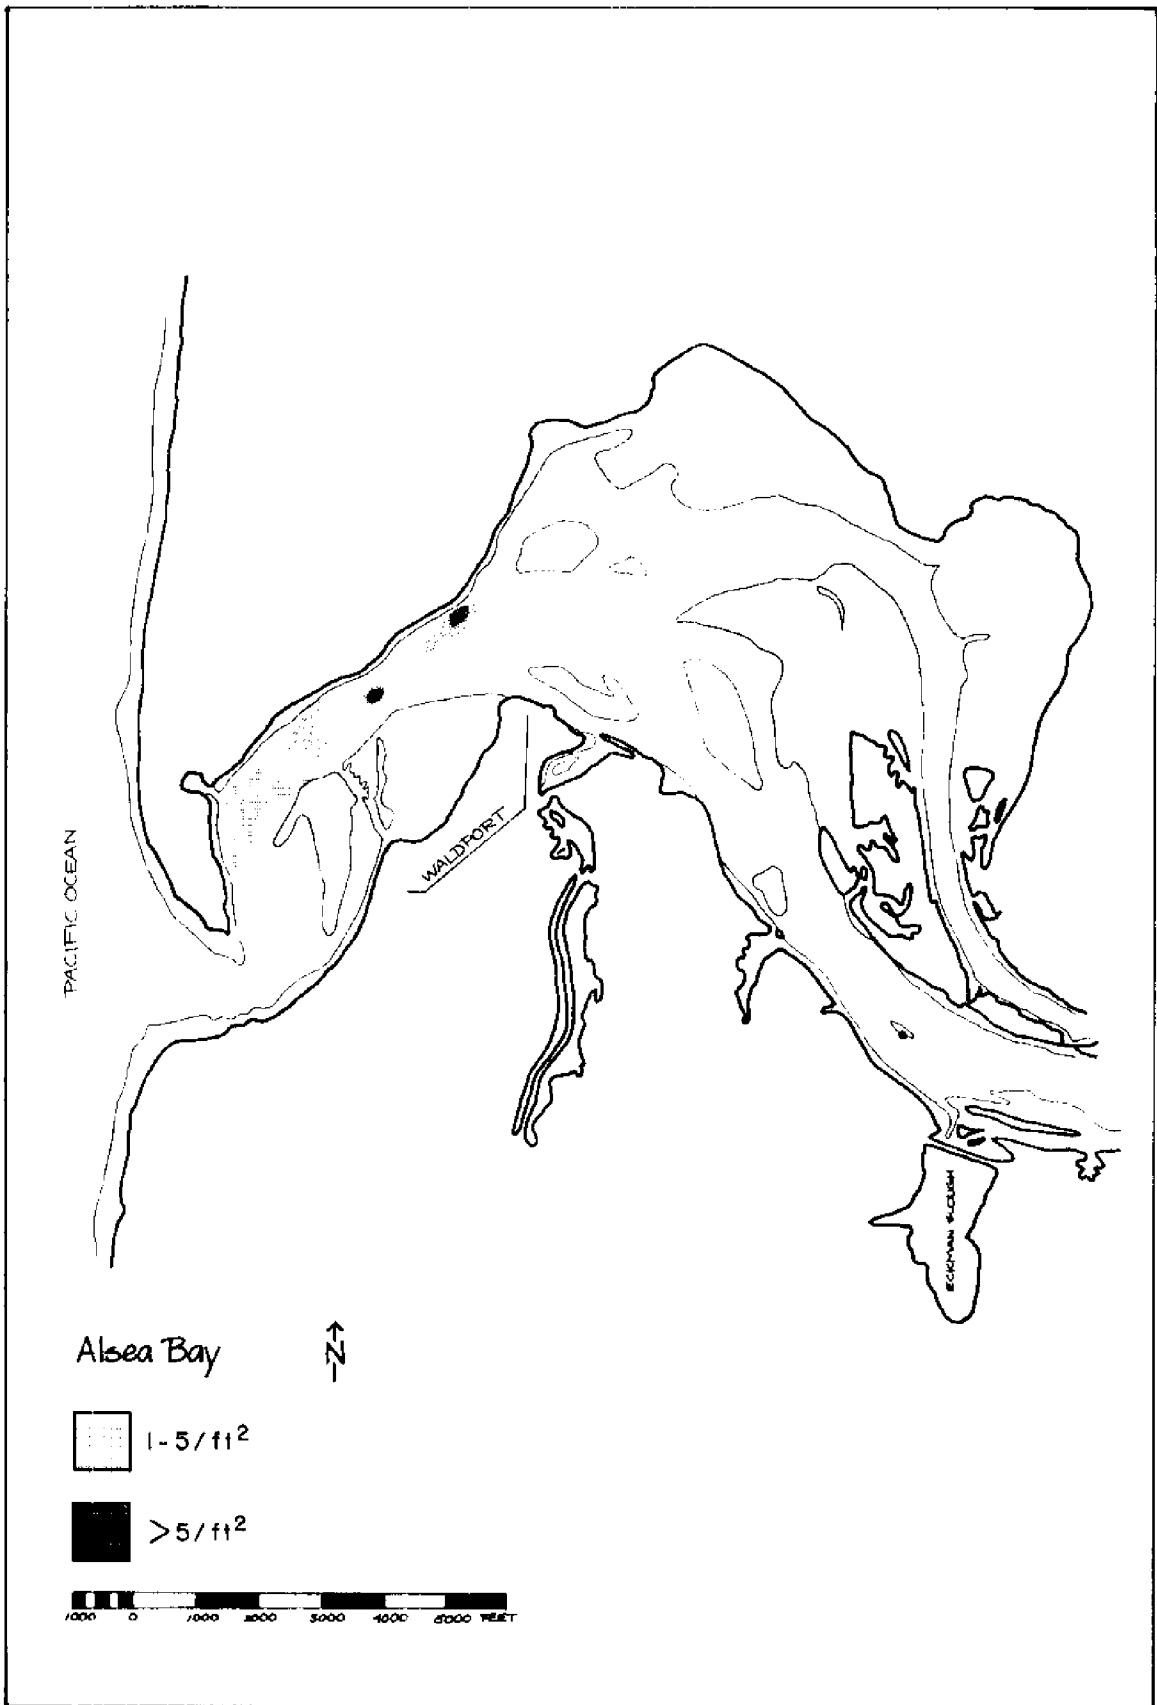 WALDPORT
PACIFIC OCEAN
ECKMAN SLOUGH
Alsea Bay
N
1-5/ft²
>5/ft²
1000 0 1000 2000 3000 4000 5000 FEET